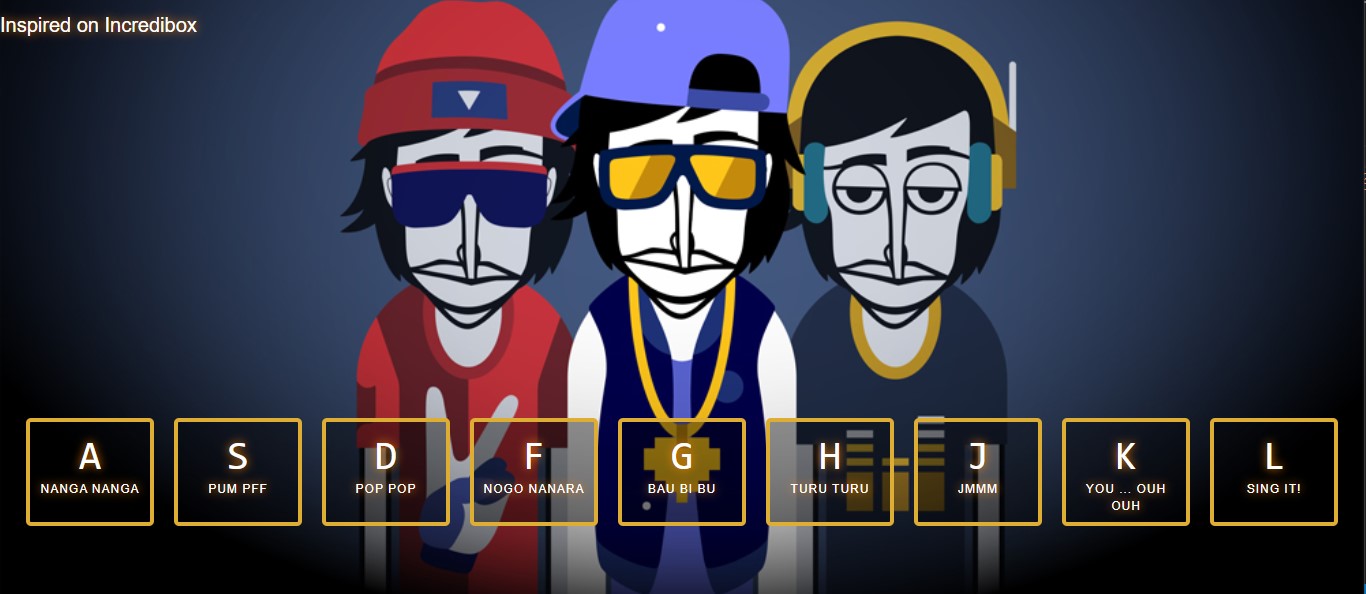 Inspired on Incredibox
A
NANGA NANGA
S
PUM PFF
D
POP POP
F
NOGO NANARA
G
BAU BI BU
H
TURU TURU
J
JMMM
K
YOU ... OUH
OUH
L
SING IT!